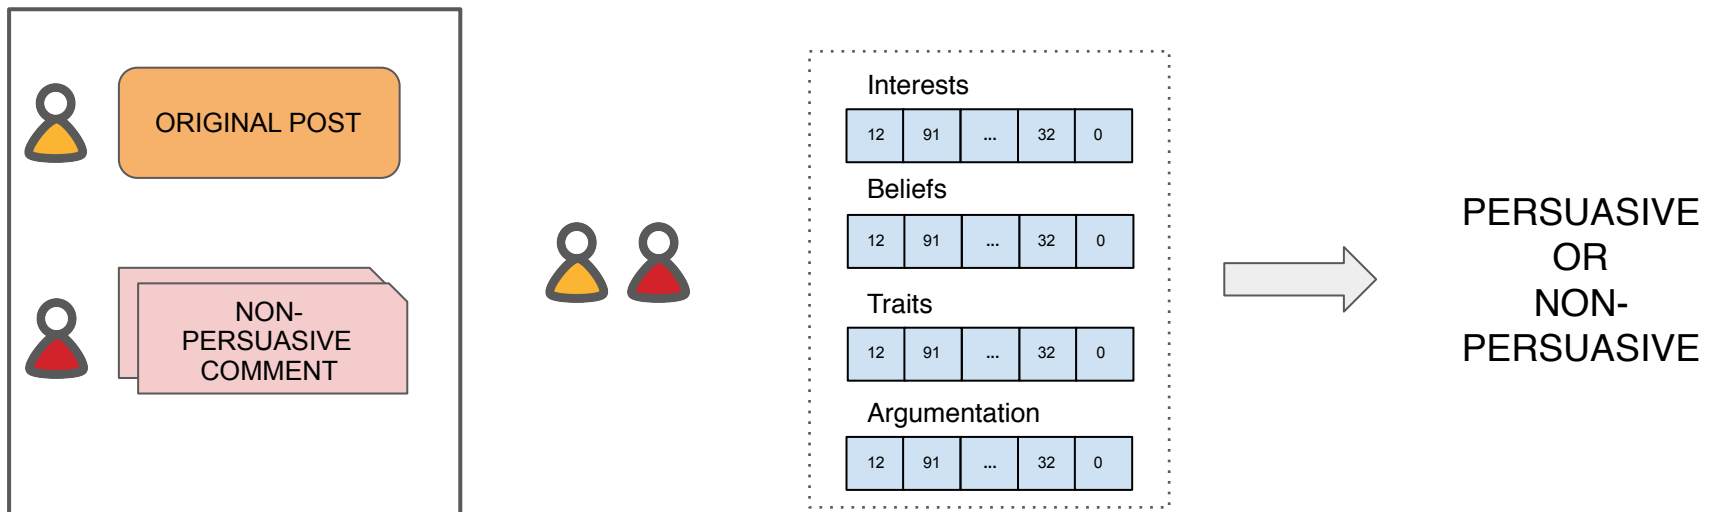 ORIGINAL POST
NON-
PERSUASIVE
COMMENT
Interests
12 91 ... 32 0
Beliefs
12 91 ... 32 0
Traits
12 91 ... 32 0
Argumentation
12 91 ... 32 0
PERSUASIVE
OR
NON-
PERSUASIVE